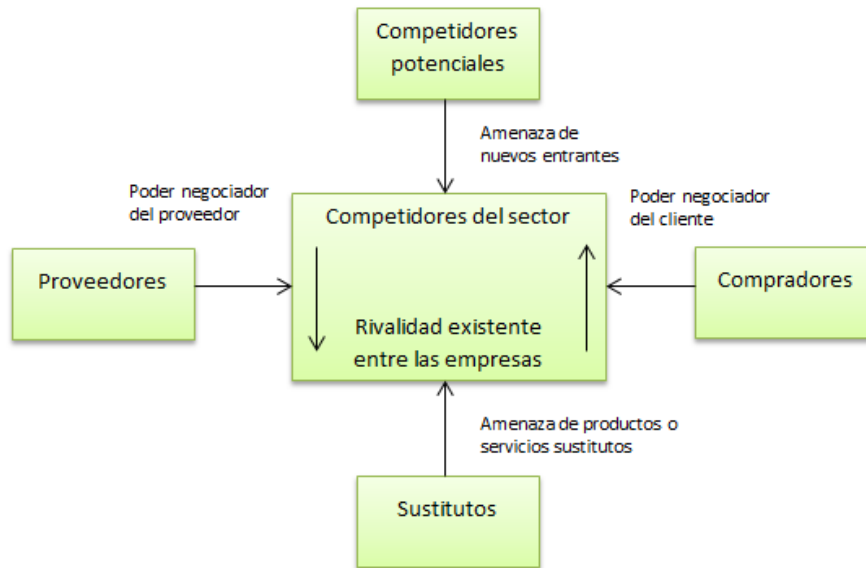 Competidores
potenciales
Amenaza de
nuevos entrantes
Poder negociador
del proveedor
Competidores del sector
Poder negociador
del cliente
Proveedores
Compradores
Rivalidad existente
entre las empresas
Amenaza de productos o
servicios sustitutos
Sustitutos